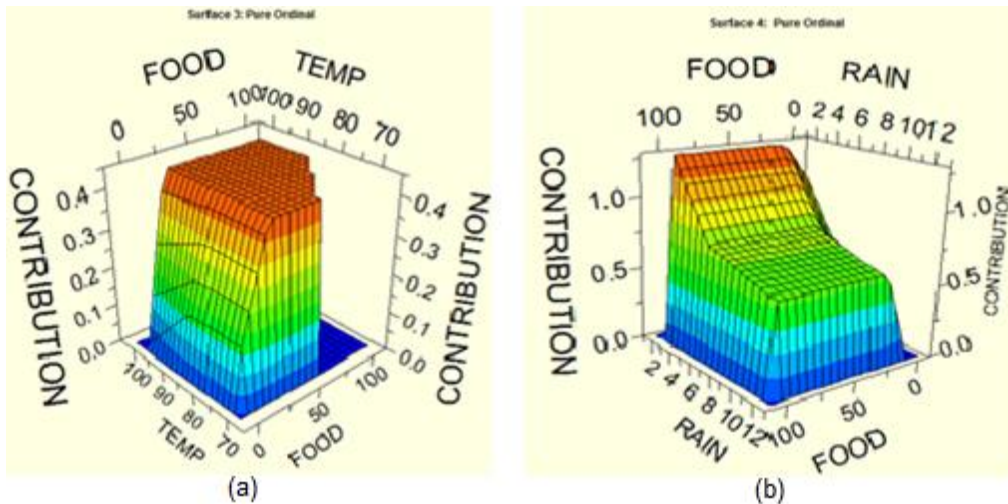 Surface 3: Pure Ordinal
FOOD
TEMP
0
50
100
100
90
80
70
CONTRIBUTION
0.4
0.3
0.2
0.1
0.0
0.4
0.3
0.2
0.1
0.0
CONTRIBUTION
100
90
80
70
TEMP
0
50
100
FOOD
(a)
Surface 4: Pure Ordinal
FOOD
RAIN
100
50
0
2 4 6 8 10 12
CONTRIBUTION
1.0
0.5
0.0
1.0
0.5
0.0
CONTRIBUTION
2 4 6 8 10 12
RAIN
100
50
0
FOOD
(b)